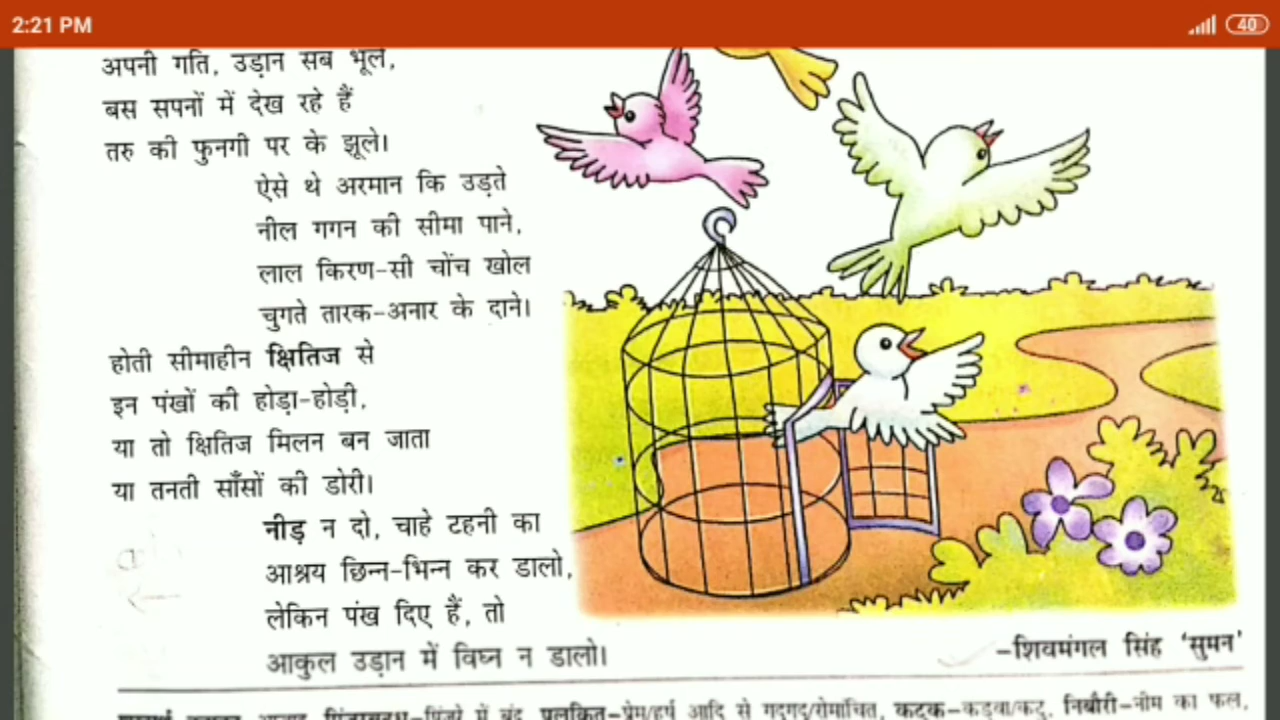 2:21 PM
40
अपनी गति, उड़ान सब भूले,
बस सपनों में देख रहे हैं
तरु की फुनगी पर के झूले।
ऐसे थे अरमान कि उड़ते
नील गगन की सीमा पाने,
लाल किरण-सी चोंच खोल
चुगते तारक-अनार के दाने।
होती सीमाहीन क्षितिज से
इन पंखों की होड़ा-होड़ी,
या तो क्षितिज मिलन बन जाता
या तनती साँसों की डोरी।
नीड़ न दो, चाहे टहनी का
आश्रय छिन्न-भिन्न कर डालो,
लेकिन पंख दिए हैं, तो
आकुल उड़ान में विघ्न न डालो।
-शिवमंगल सिंह 'सुमन'
में बंद, पुलकित-प्रेम/हर्ष आदि से गद्गद्/रोमांचित, कटुक-कड़वा/कटु, निबौरी-नीम का फल,